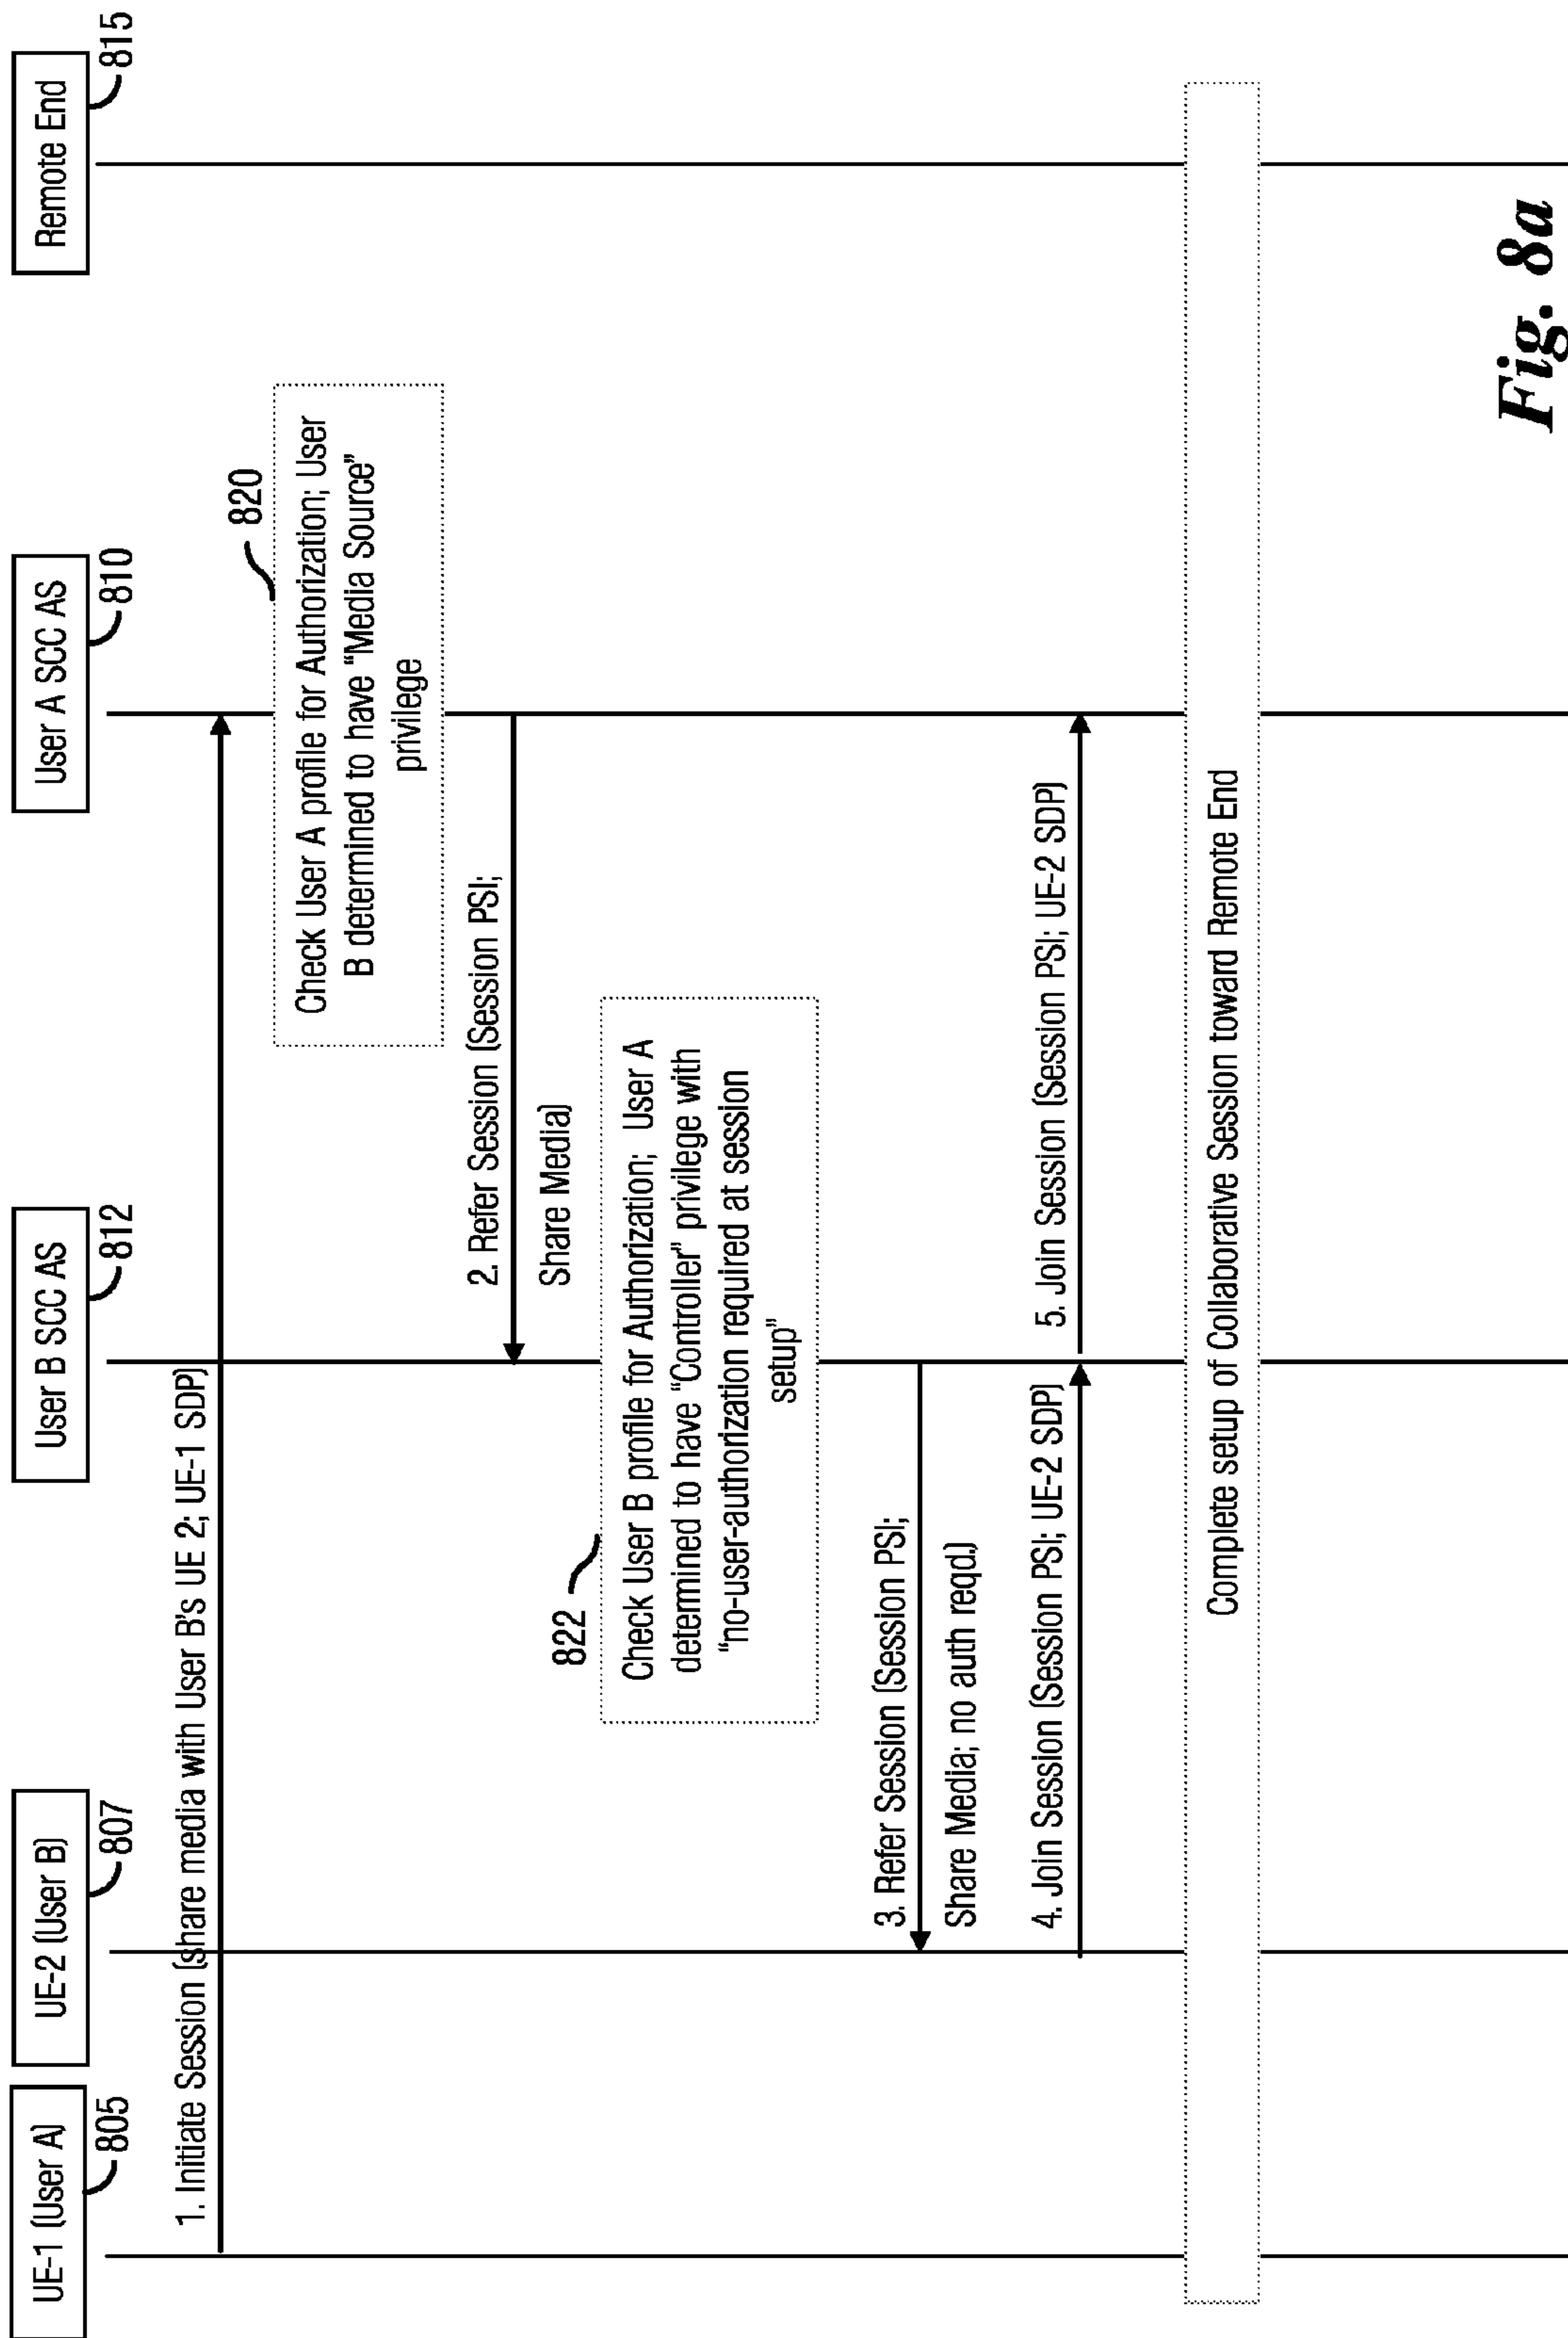 UE-1 (User A)
805
UE-2 (User B)
807
User B SCC AS
812
User A SCC AS
810
Remote End
815
1. Initiate Session (share media with User B's UE 2; UE-1 SDP)
820
Check User A profile for Authorization; User
B determined to have “Media Source”
privilege
2. Refer Session (Session PSI;
Share Media)
822
Check User B profile for Authorization; User A
determined to have “Controller” privilege with
“no-user-authorization required at session
setup”
3. Refer Session (Session PSI;
Share Media; no auth reqd.)
4. Join Session (Session PSI; UE-2 SDP)
5. Join Session (Session PSI; UE-2 SDP)
Complete setup of Collaborative Session toward Remote End
Fig. 8a